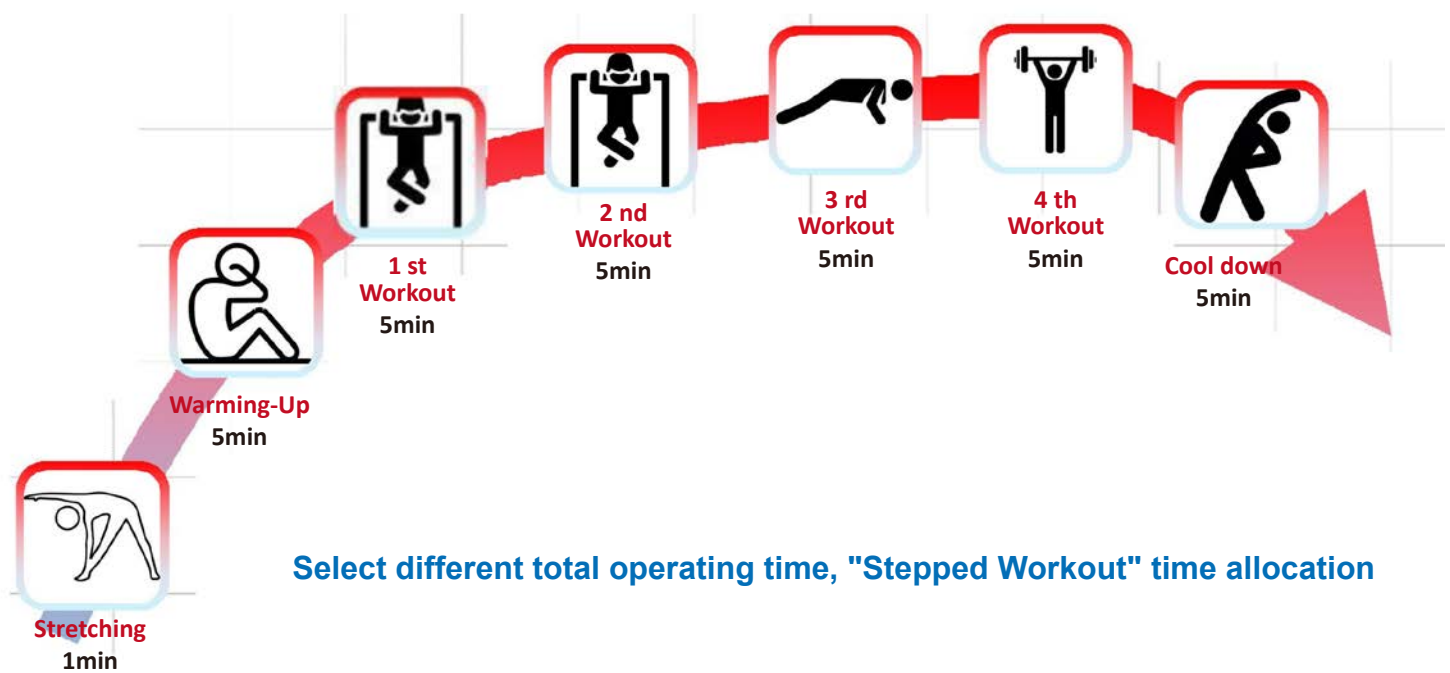 Stretching
1min
Warming-Up
5min
1 st
Workout
5min
2 nd
Workout
5min
3 rd
Workout
5min
4 th
Workout
5min
Cool down
5min
Select different total operating time, "Stepped Workout" time allocation